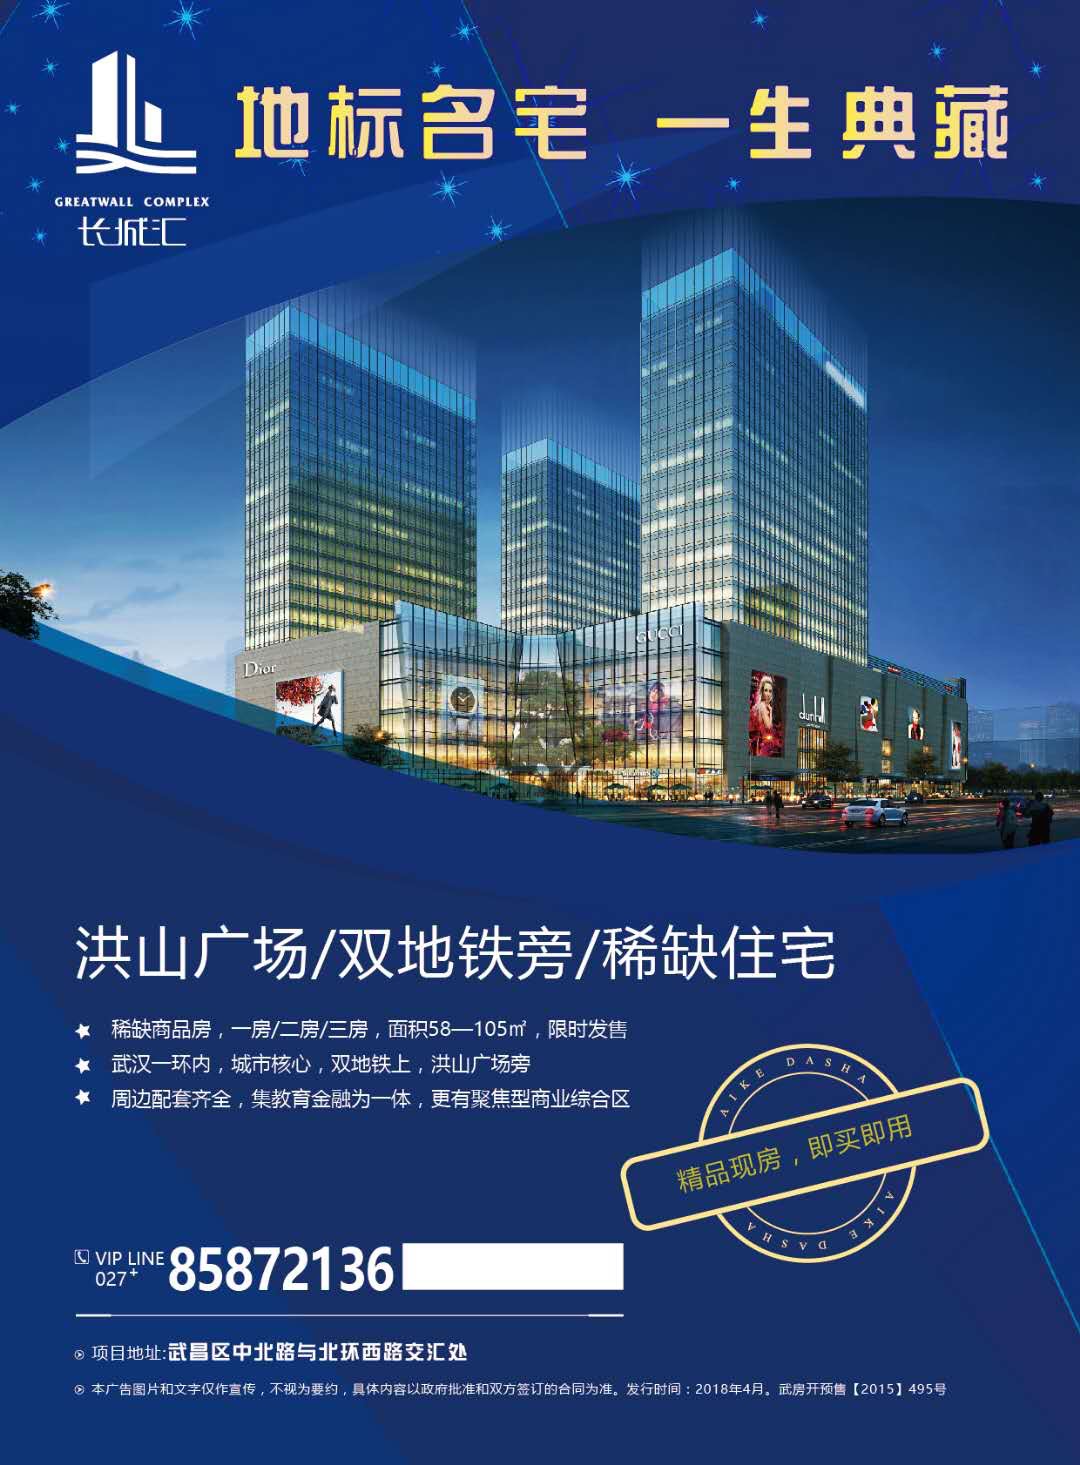 地标名宅 一生典藏
GREATWALL COMPLEX
长城汇
Dior
GUCCI
dunhill
洪山广场/双地铁旁/稀缺住宅
稀缺商品房，一房/二房/三房，面积58—105㎡，限时发售
武汉一环内，城市核心，双地铁上，洪山广场旁
周边配套齐全，集教育金融为一体，更有聚焦型商业综合区
AIKE DASHA
精品现房，即买即用
AIKE DASHA
VIP LINE
027+ 85872136
项目地址:武昌区中北路与北环西路交汇处
本广告图片和文字仅作宣传，不视为要约，具体内容以政府批准和双方签订的合同为准。发行时间：2018年4月。武房开预售【2015】495号